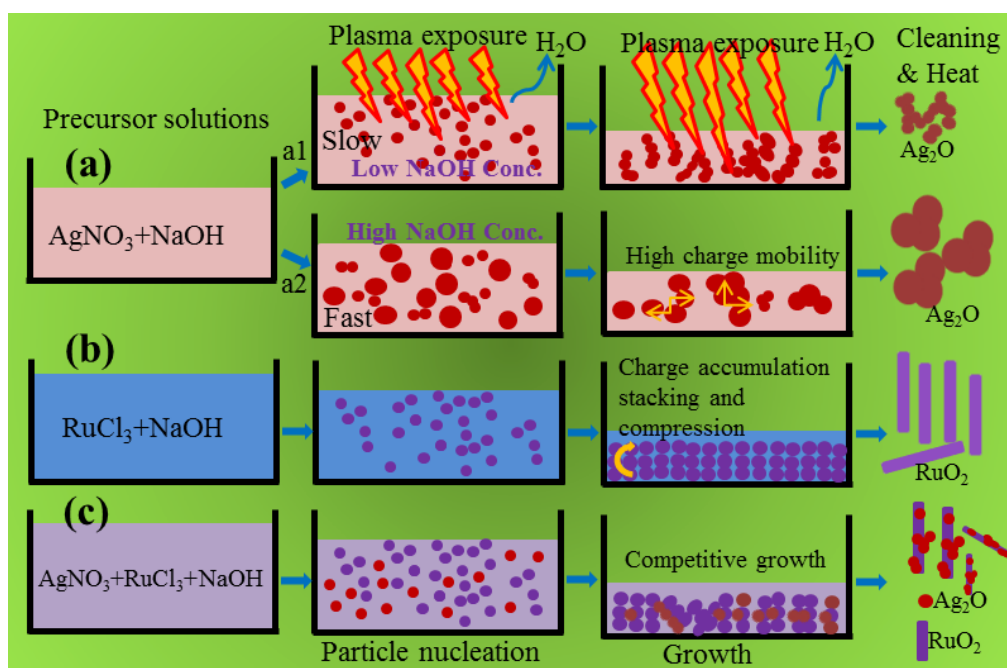 Plasma exposure
H₂O
Plasma exposure
H₂O
Cleaning
& Heat
Precursor solutions
(a)
a1
Slow
Low NaOH Conc.
Ag₂O
AgNO₃+NaOH
High NaOH Conc.
a2
Fast
High charge mobility
Ag₂O
(b)
RuCl₃+NaOH
Charge accumulation
stacking and
compression
RuO₂
(c)
AgNO₃+RuCl₃+NaOH
Competitive growth
Ag₂O
RuO₂
Particle nucleation
Growth